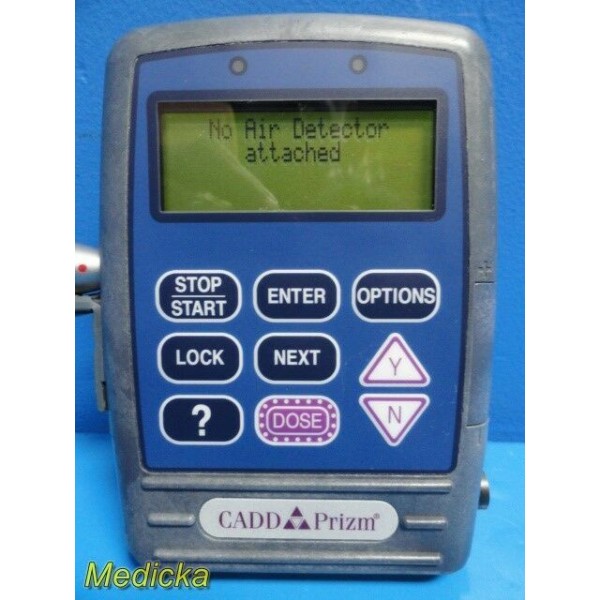 No Air Detector
attached
STOP
START
ENTER
OPTIONS
LOCK
NEXT
Y
?
DOSE
N
CADD Prizm®
Medicka